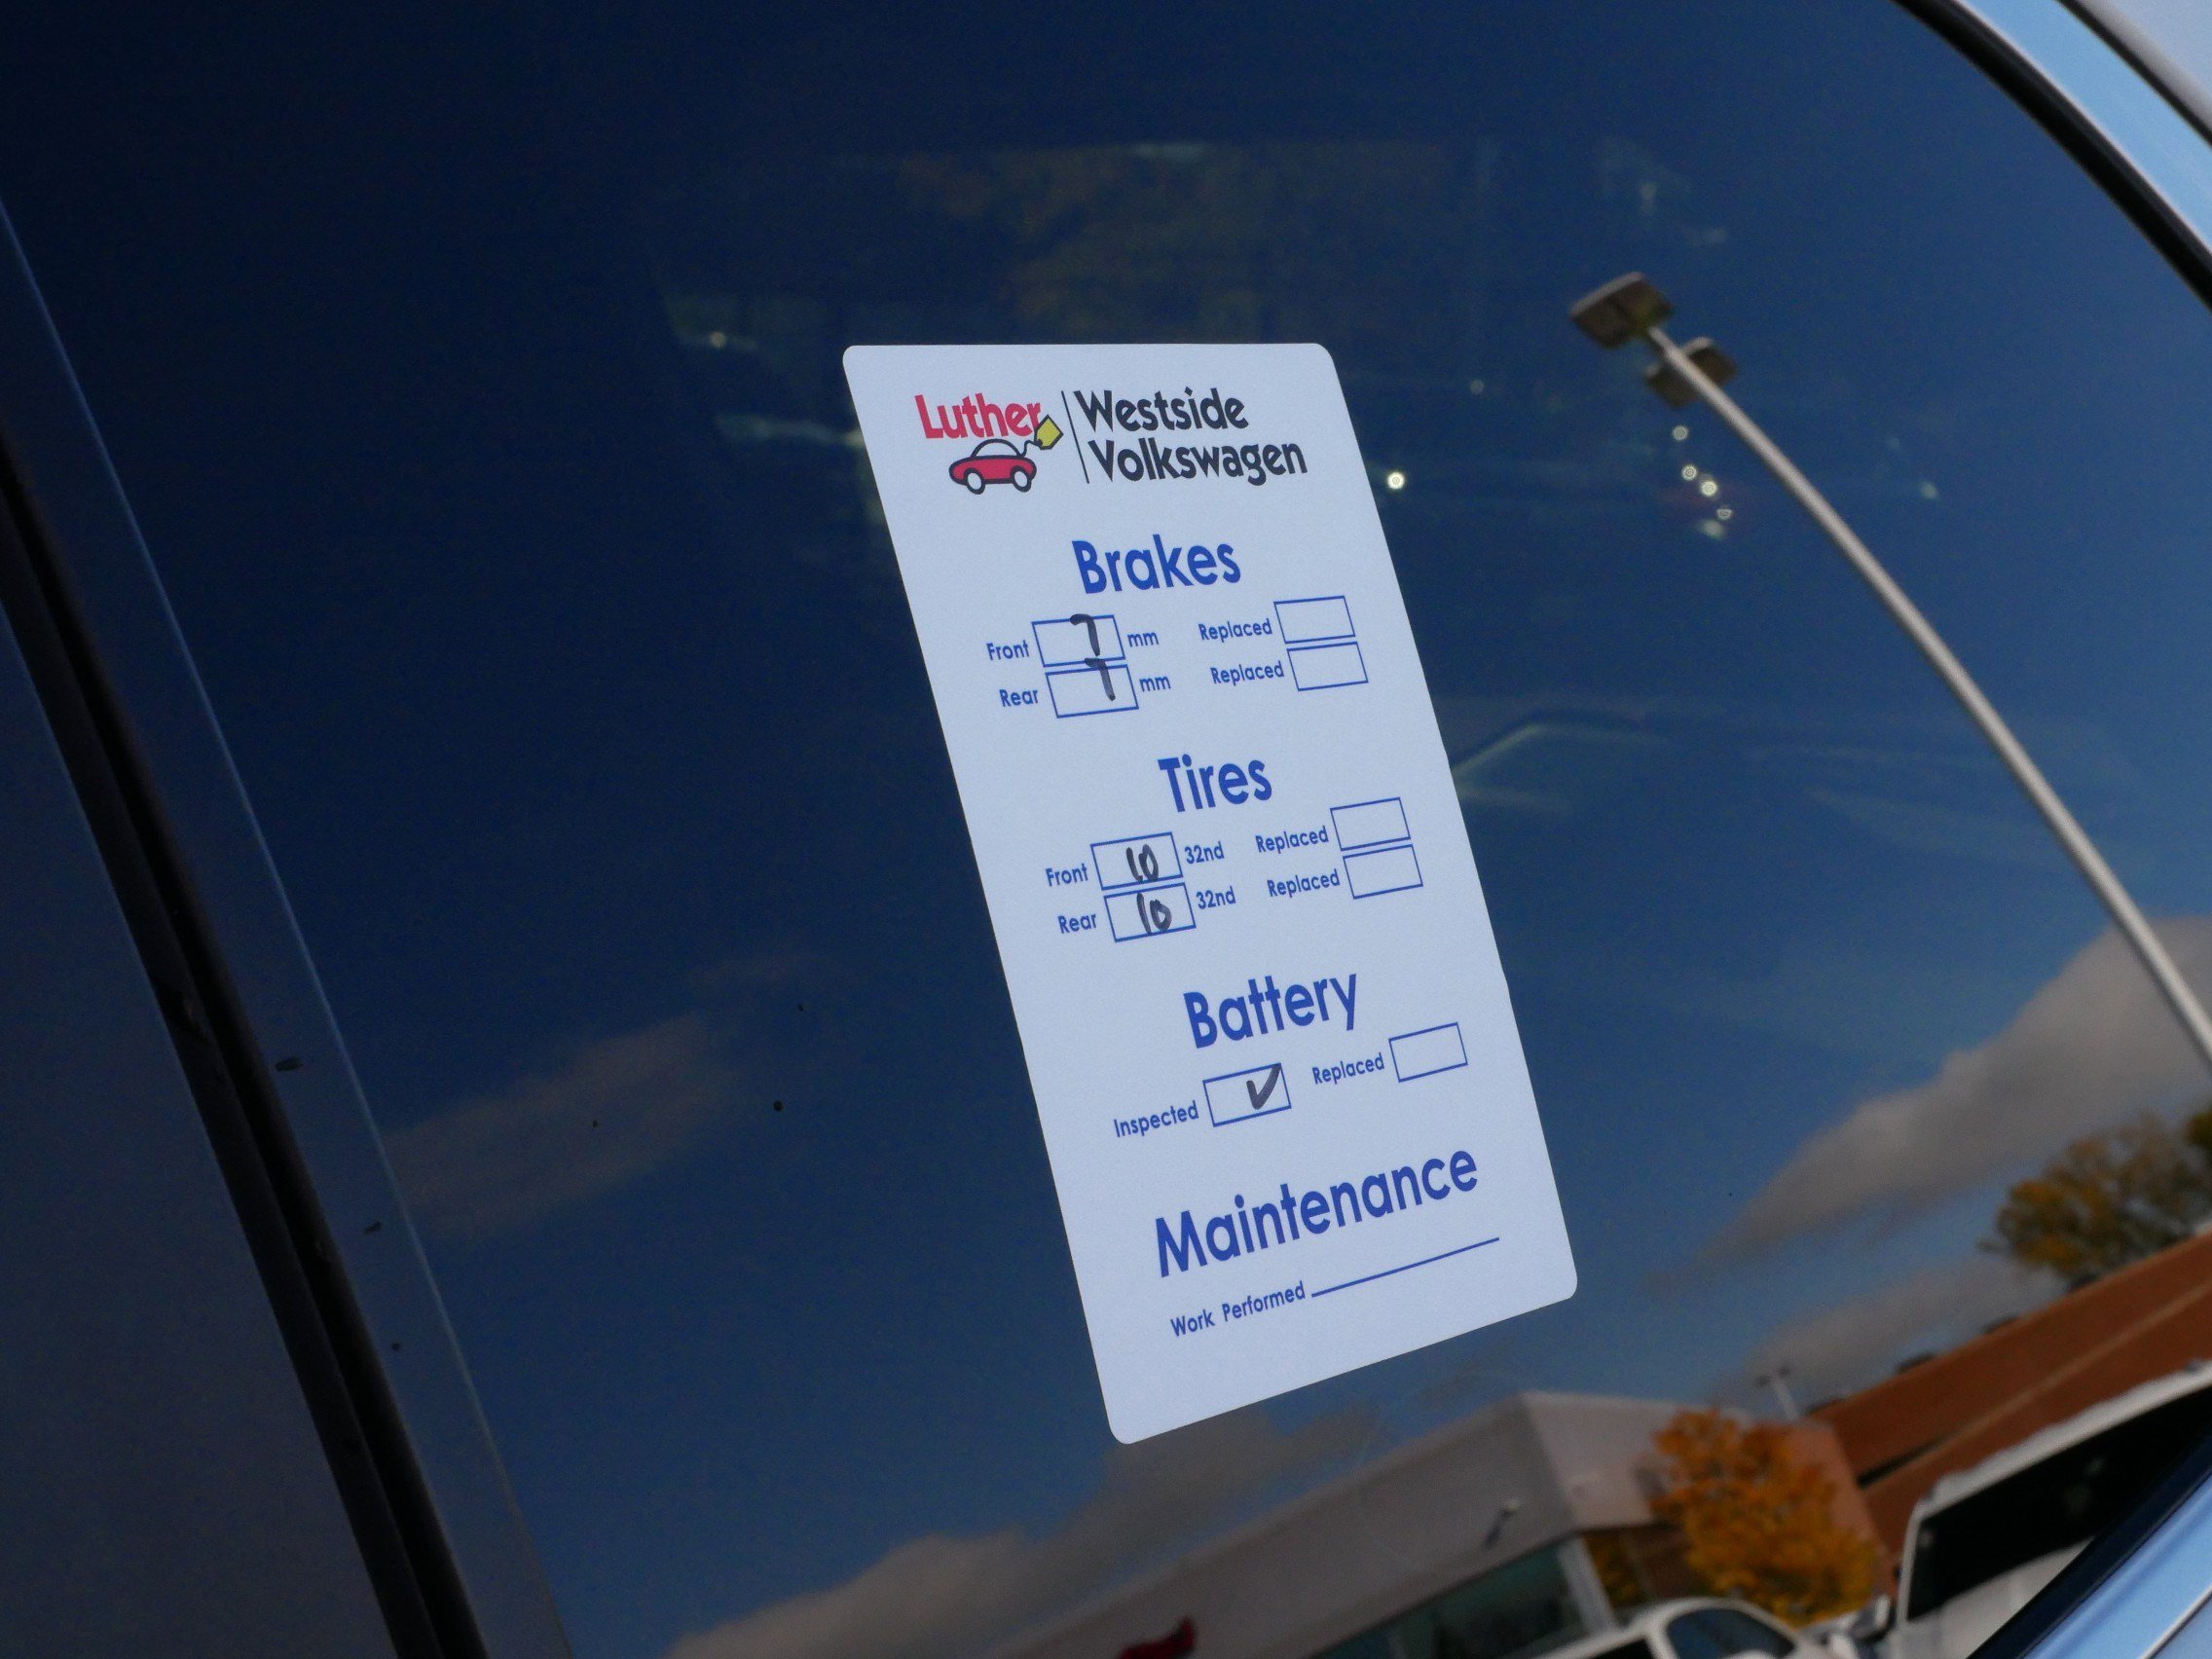 Luther
Westside
Volkswagen
Brakes
Front 7 mm Replaced
Rear 7 mm Replaced
Tires
Front 10 32nd Replaced
Rear 10 32nd Replaced
Battery
Inspected ✓ Replaced
Maintenance
Work Performed